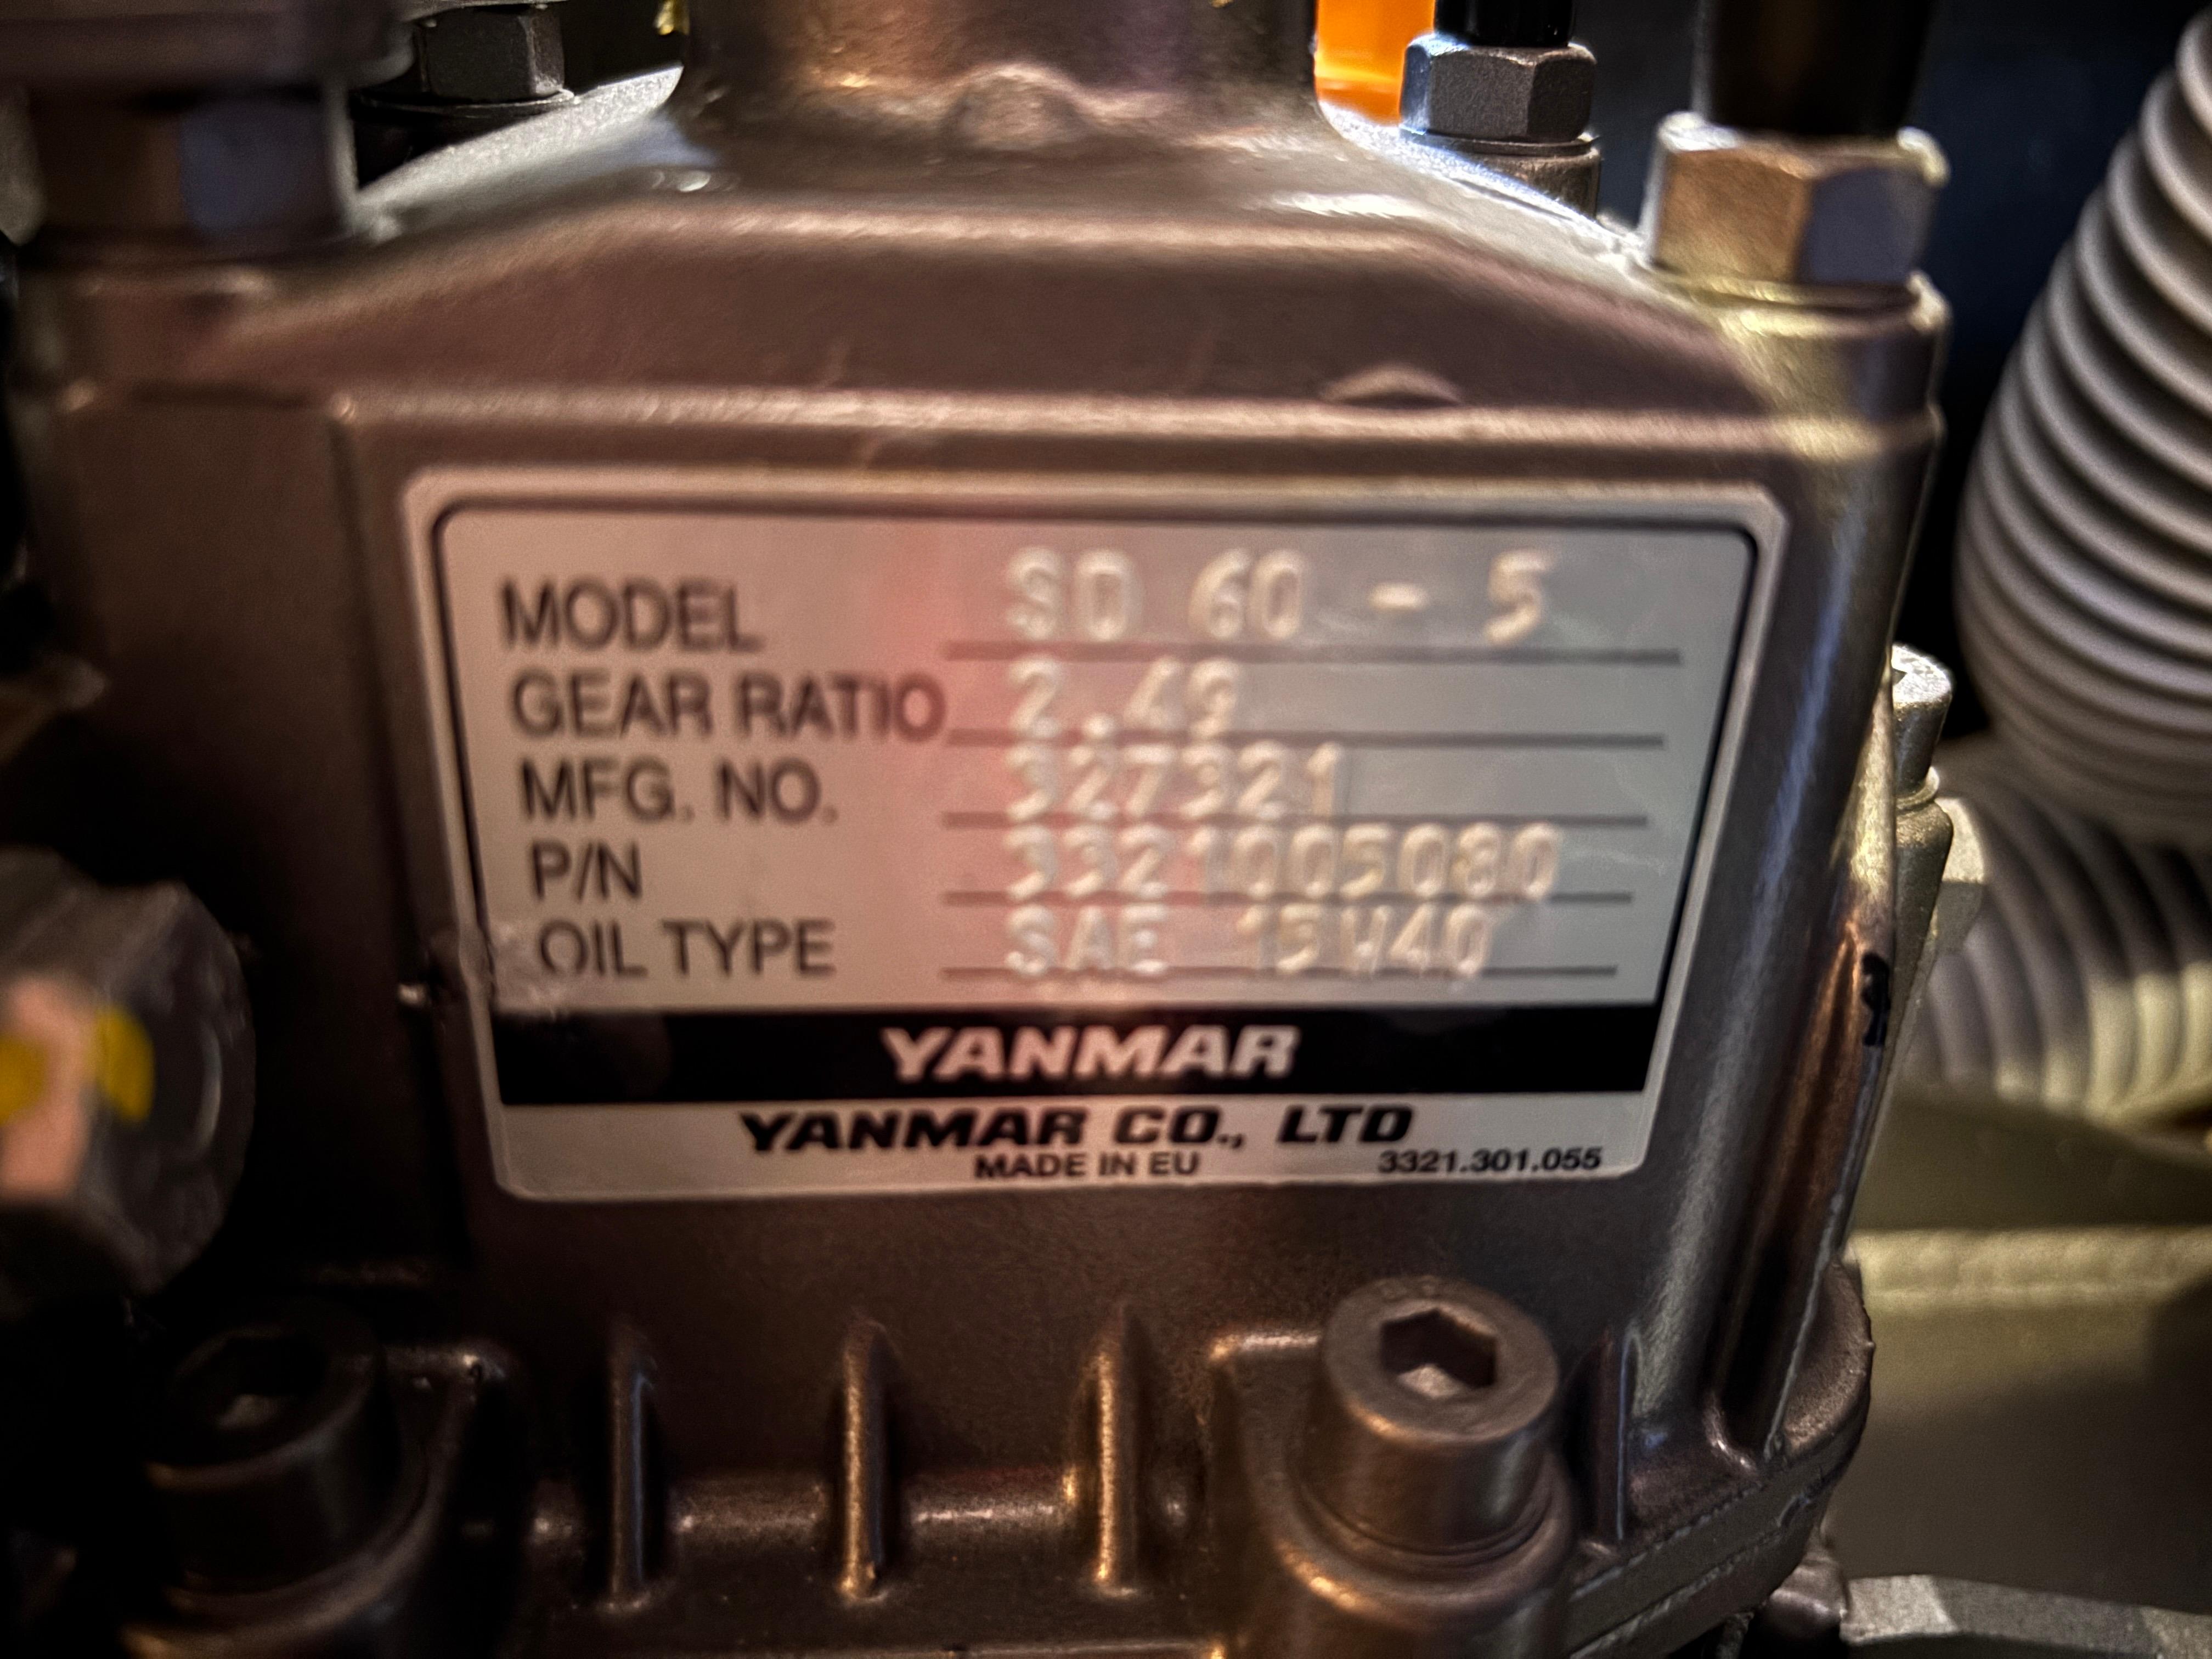 MODEL SD 60 - 5
GEAR RATIO 2.49
MFG. NO. 327321
P/N 3321005080
OIL TYPE SAE 15W40
YANMAR
YANMAR CO., LTD
MADE IN EU 3321.301.055